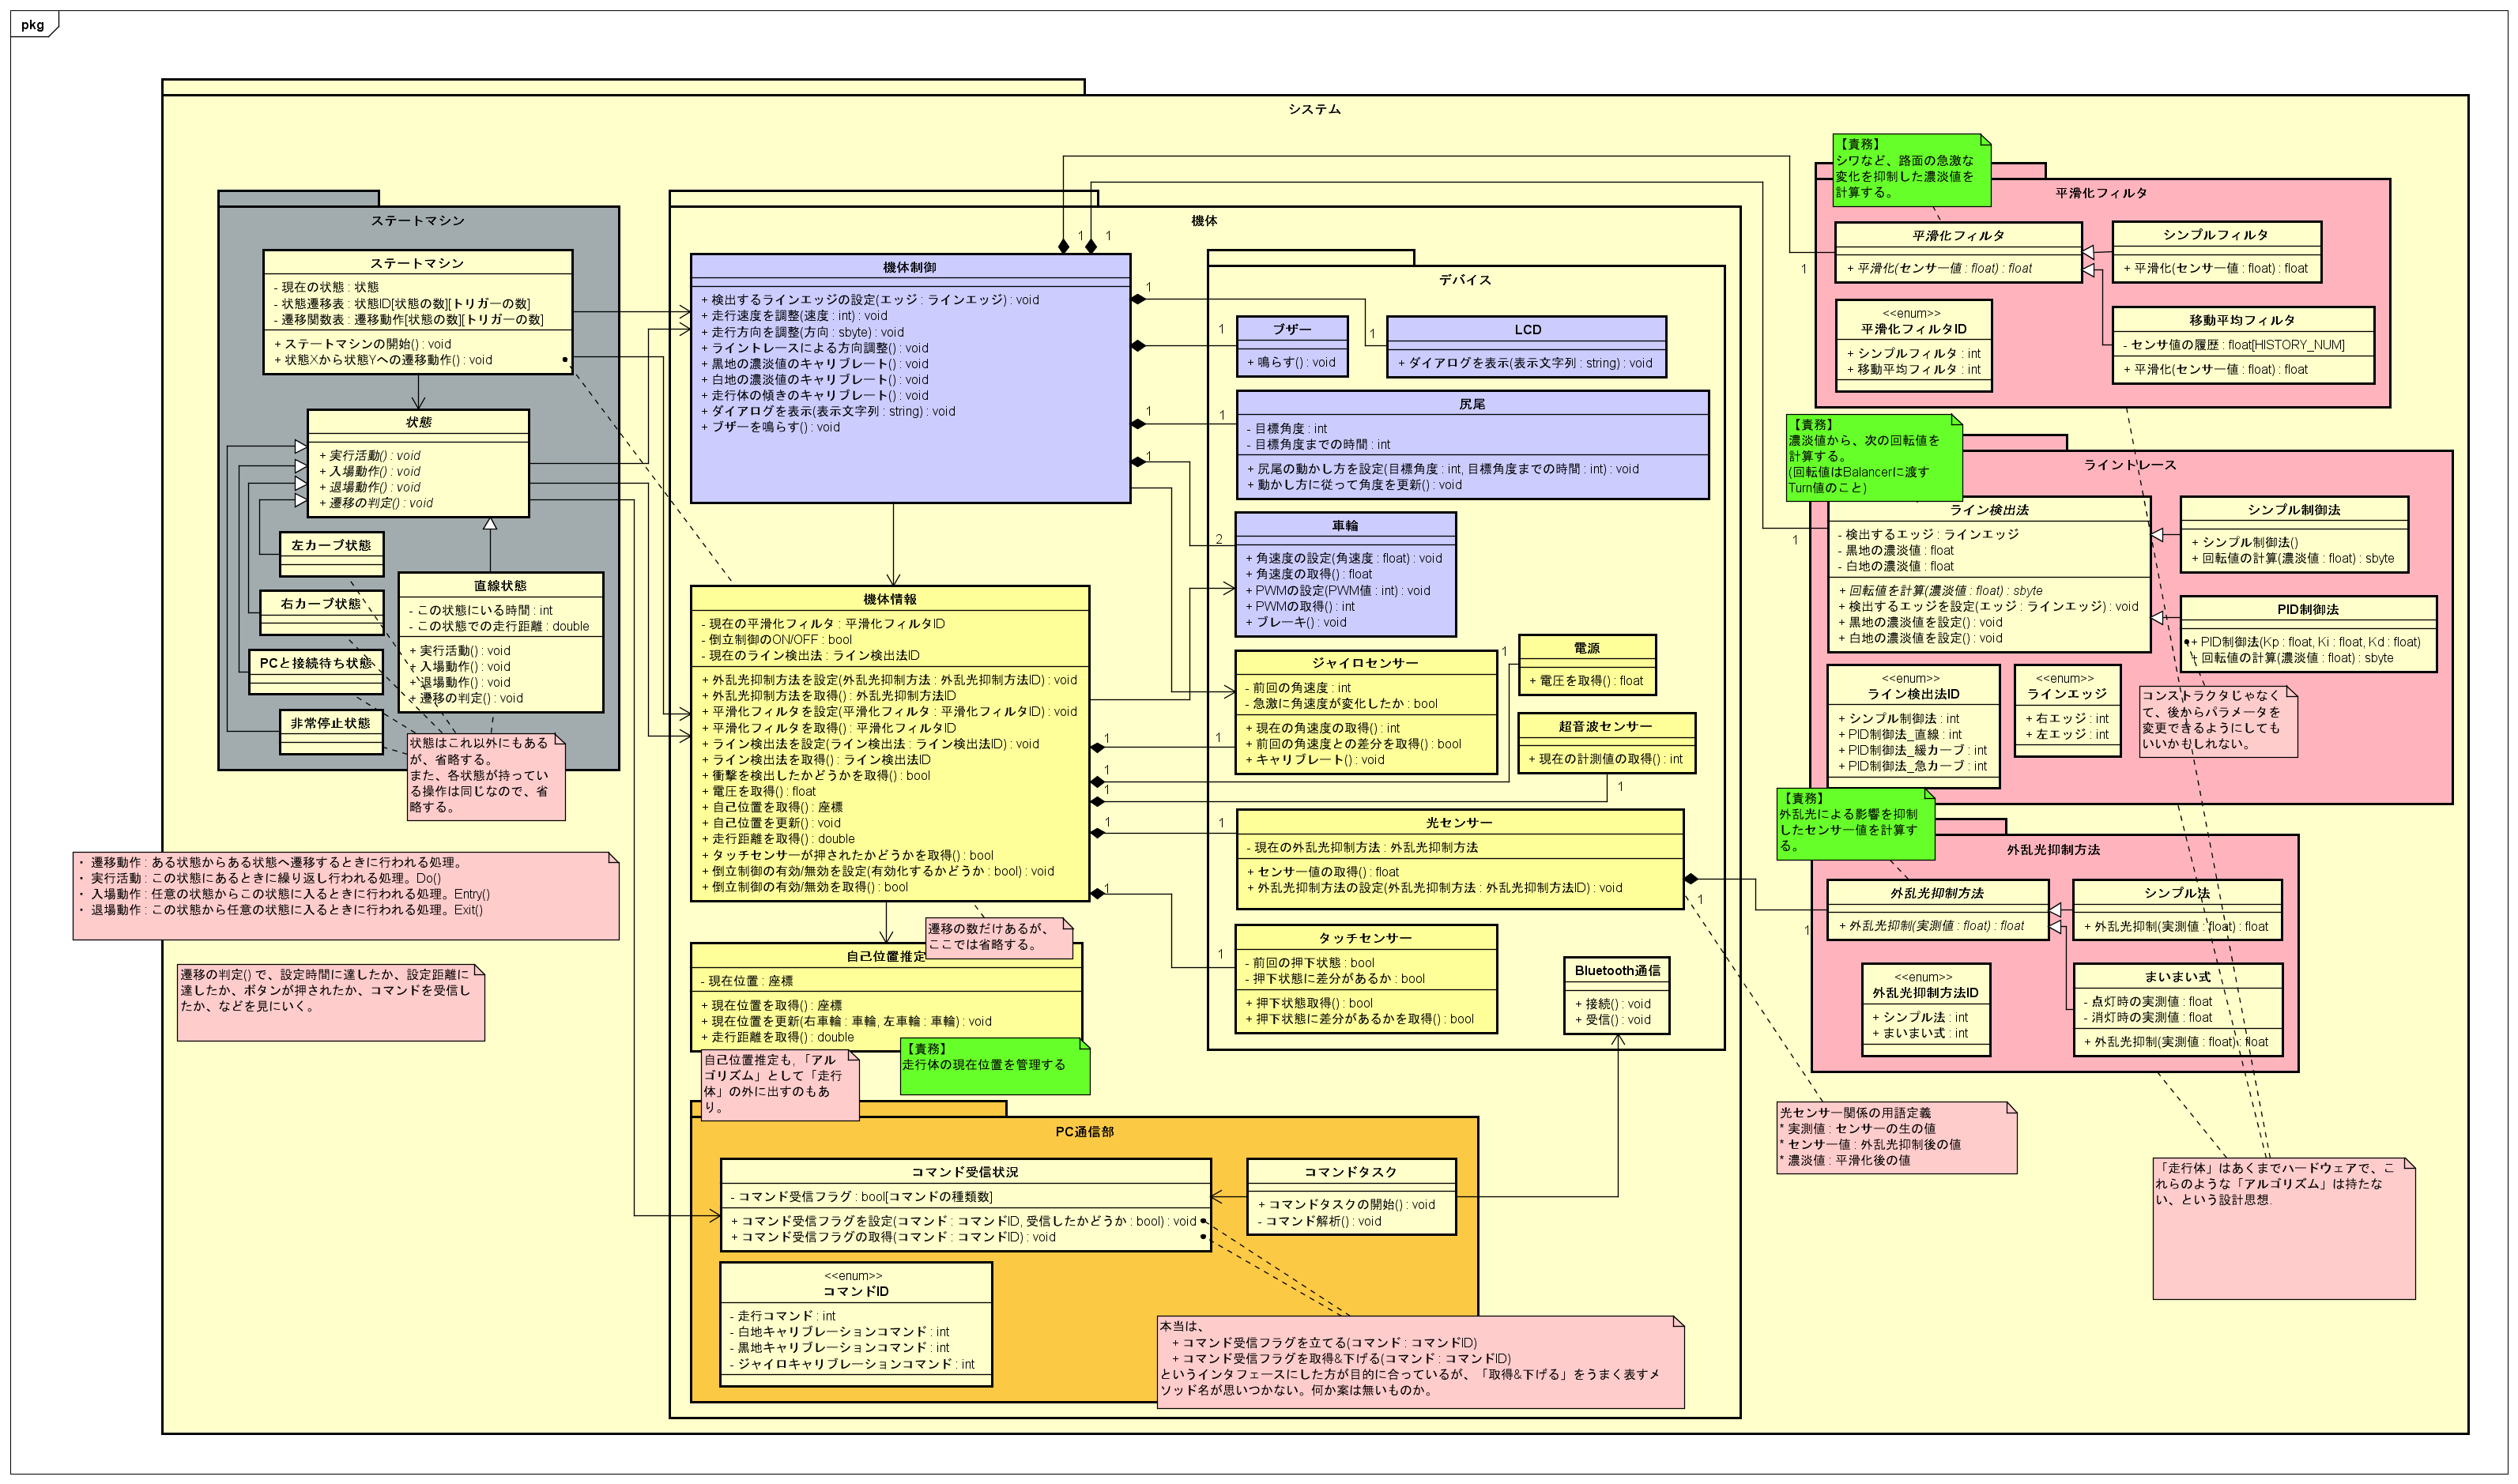 pkg
システム
ステートマシン
ステートマシン
- 現在の状態 : 状態
- 状態遷移表 : 状態ID[状態の数][トリガーの数]
- 遷移関数表 : 遷移動作[状態の数][トリガーの数]
+ ステートマシンの開始() : void
+ 状態Xから状態Yへの遷移動作() : void
状態
+ 実行活動() : void
+ 入場動作() : void
+ 退場動作() : void
+ 遷移の判定() : void
左カーブ状態
右カーブ状態
PCと接続待ち状態
非常停止状態
直線状態
- この状態にいる時間 : int
- この状態での走行距離 : double
+ 実行活動() : void
+ 入場動作() : void
+ 退場動作() : void
+ 遷移の判定() : void
状態はこれ以外にもある
が、省略する。
また、各状態が持ってい
る操作は同じなので、省
略する。
・ 遷移動作 : ある状態からある状態へ遷移するときに行われる処理。
・ 実行活動 : この状態にあるときに繰り返し行われる処理。Do()
・ 入場動作 : 任意の状態からこの状態に入るときに行われる処理。Entry()
・ 退場動作 : この状態から任意の状態に入るときに行われる処理。Exit()
遷移の判定() で、設定時間に達したか、設定距離に
達したか、ボタンが押されたか、コマンドを受信し
たか、などを見にいく。
機体
機体制御
+ 検出するラインエッジの設定(エッジ : ラインエッジ) : void
+ 走行速度を調整(速度 : int) : void
+ 走行方向を調整(方向 : sbyte) : void
+ ライントレースによる方向調整() : void
+ 黒地の濃淡値のキャリブレート() : void
+ 白地の濃淡値のキャリブレート() : void
+ 走行体の傾きのキャリブレート() : void
+ ダイアログを表示(表示文字列 : string) : void
+ ブザーを鳴らす() : void
1
1
1
1
1
1
1
1
1
2
機体情報
- 現在の平滑化フィルタ : 平滑化フィルタID
- 倒立制御のON/OFF : bool
- 現在のライン検出法 : ライン検出法ID
+ 外乱光抑制方法を設定(外乱光抑制方法 : 外乱光抑制方法ID) : void
+ 外乱光抑制方法を取得() : 外乱光抑制方法ID
+ 平滑化フィルタを設定(平滑化フィルタ : 平滑化フィルタID) : void
+ 平滑化フィルタを取得() : 平滑化フィルタID
+ ライン検出法を設定(ライン検出法 : ライン検出法ID) : void
+ ライン検出法を取得() : ライン検出法ID
+ 衝撃を検出したかどうかを取得() : bool
+ 電圧を取得() : float
+ 自己位置を取得() : 座標
+ 自己位置を更新() : void
+ 走行距離を取得() : double
+ タッチセンサーが押されたかどうかを取得() : bool
+ 倒立制御の有効/無効を設定(有効化するかどうか : bool) : void
+ 倒立制御の有効/無効を取得() : bool
1
1
1
1
1
1
1
1
1
1
遷移の数だけあるが、
ここでは省略する。
自己位置推定
- 現在位置 : 座標
+ 現在位置を取得() : 座標
+ 現在位置を更新(右車輪 : 車輪, 左車輪 : 車輪) : void
+ 走行距離を取得() : double
自己位置推定も,「アル
ゴリズム」として「走行
体」の外に出すのもあ
り。
【責務】
走行体の現在位置を管理する
デバイス
ブザー
+ 鳴らす() : void
LCD
+ ダイアログを表示(表示文字列 : string) : void
尻尾
- 目標角度 : int
- 目標角度までの時間 : int
+ 尻尾の動かし方を設定(目標角度 : int, 目標角度までの時間 : int) : void
+ 動かし方に従って角度を更新() : void
車輪
+ 角速度の設定(角速度 : float) : void
+ 角速度の取得() : float
+ PWMの設定(PWM値 : int) : void
+ PWMの取得() : int
+ ブレーキ() : void
ジャイロセンサー
- 前回の角速度 : int
- 急激に角速度が変化したか : bool
+ 現在の角速度の取得() : int
+ 前回の角速度との差分を取得() : bool
+ キャリブレート() : void
電源
+ 電圧を取得() : float
超音波センサー
+ 現在の計測値の取得() : int
光センサー
- 現在の外乱光抑制方法 : 外乱光抑制方法
+ センサー値の取得() : float
+ 外乱光抑制方法の設定(外乱光抑制方法 : 外乱光抑制方法ID) : void
1
タッチセンサー
- 前回の押下状態 : bool
- 押下状態に差分があるか : bool
+ 押下状態取得() : bool
+ 押下状態に差分があるかを取得() : bool
Bluetooth通信
+ 接続() : void
+ 受信() : void
PC通信部
コマンド受信状況
- コマンド受信フラグ : bool[コマンドの種類数]
+ コマンド受信フラグを設定(コマンド : コマンドID, 受信したかどうか : bool) : void
+ コマンド受信フラグの取得(コマンド : コマンドID) : void
コマンドタスク
+ コマンドタスクの開始() : void
- コマンド解析() : void
<<enum>>
コマンドID
- 走行コマンド : int
- 白地キャリブレーションコマンド : int
- 黒地キャリブレーションコマンド : int
- ジャイロキャリブレーションコマンド : int
本当は、
+ コマンド受信フラグを立てる(コマンド : コマンドID)
+ コマンド受信フラグを取得&下げる(コマンド : コマンドID)
というインタフェースにした方が目的に合っているが、「取得&下げる」をうまく表すメ
ソッド名が思いつかない。何か案は無いものか。
【責務】
シワなど、路面の急激な
変化を抑制した濃淡値を
計算する。
平滑化フィルタ
平滑化フィルタ
+ 平滑化(センサー値 : float) : float
1
シンプルフィルタ
+ 平滑化(センサー値 : float) : float
<<enum>>
平滑化フィルタID
+ シンプルフィルタ : int
+ 移動平均フィルタ : int
移動平均フィルタ
- センサ値の履歴 : float[HISTORY_NUM]
+ 平滑化(センサー値 : float) : float
【責務】
濃淡値から、次の回転値を
計算する。
(回転値はBalancerに渡す
Turn値のこと)
ライントレース
ライン検出法
- 検出するエッジ : ラインエッジ
- 黒地の濃淡値 : float
- 白地の濃淡値 : float
+ 回転値を計算(濃淡値 : float) : sbyte
+ 検出するエッジを設定(エッジ : ラインエッジ) : void
+ 黒地の濃淡値を設定() : void
+ 白地の濃淡値を設定() : void
1
シンプル制御法
+ シンプル制御法()
+ 回転値の計算(濃淡値 : float) : sbyte
PID制御法
+ PID制御法(Kp : float, Ki : float, Kd : float)
+ 回転値の計算(濃淡値 : float) : sbyte
<<enum>>
ライン検出法ID
+ シンプル制御法 : int
+ PID制御法_直線 : int
+ PID制御法_緩カーブ : int
+ PID制御法_急カーブ : int
<<enum>>
ラインエッジ
+ 右エッジ : int
+ 左エッジ : int
コンストラクタじゃなく
て、後からパラメータを
変更できるようにしても
いいかもしれない。
【責務】
外乱光による影響を抑制
したセンサー値を計算す
る。
外乱光抑制方法
外乱光抑制方法
+ 外乱光抑制(実測値 : float) : float
1
シンプル法
+ 外乱光抑制(実測値 : float) : float
<<enum>>
外乱光抑制方法ID
+ シンプル法 : int
+ まいまい式 : int
まいまい式
- 点灯時の実測値 : float
- 消灯時の実測値 : float
+ 外乱光抑制(実測値 : float) : float
光センサー関係の用語定義
* 実測値 : センサーの生の値
* センサー値 : 外乱光抑制後の値
* 濃淡値 : 平滑化後の値
「走行体」はあくまでハードウェアで、こ
れらのような「アルゴリズム」は持たな
い、という設計思想.